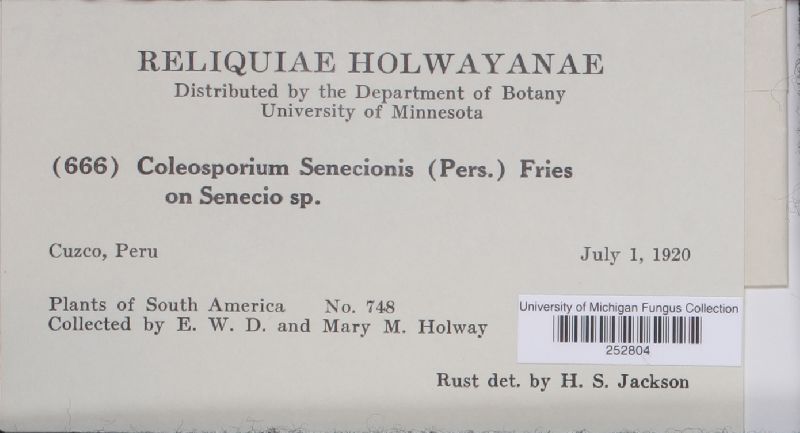 RELIQUIAE HOLWAYANAE
Distributed by the Department of Botany
University of Minnesota
(666) Coleosporium Senecionis (Pers.) Fries
on Senecio sp.
Cuzco, Peru
July 1, 1920
Plants of South America No. 748
Collected by E. W. D. and Mary M. Holway
University of Michigan Fungus Collection
252804
Rust det. by H. S. Jackson